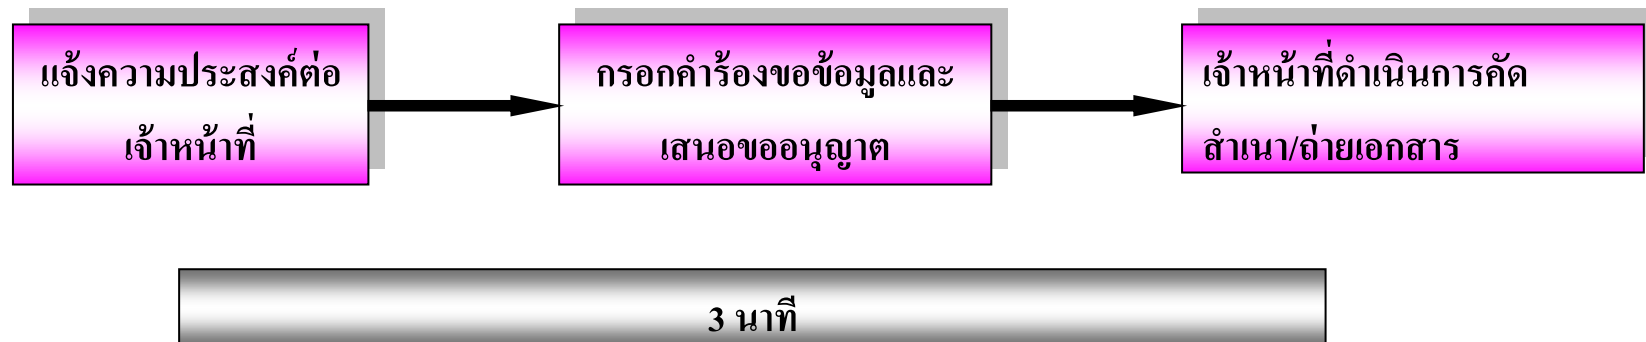 แจ้งความประสงค์ต่อ
เจ้าหน้าที่
กรอกคำร้องขอข้อมูลและ
เสนอขออนุญาต
เจ้าหน้าที่ดำเนินการคัด
สำเนา/ถ่ายเอกสาร
3 นาที